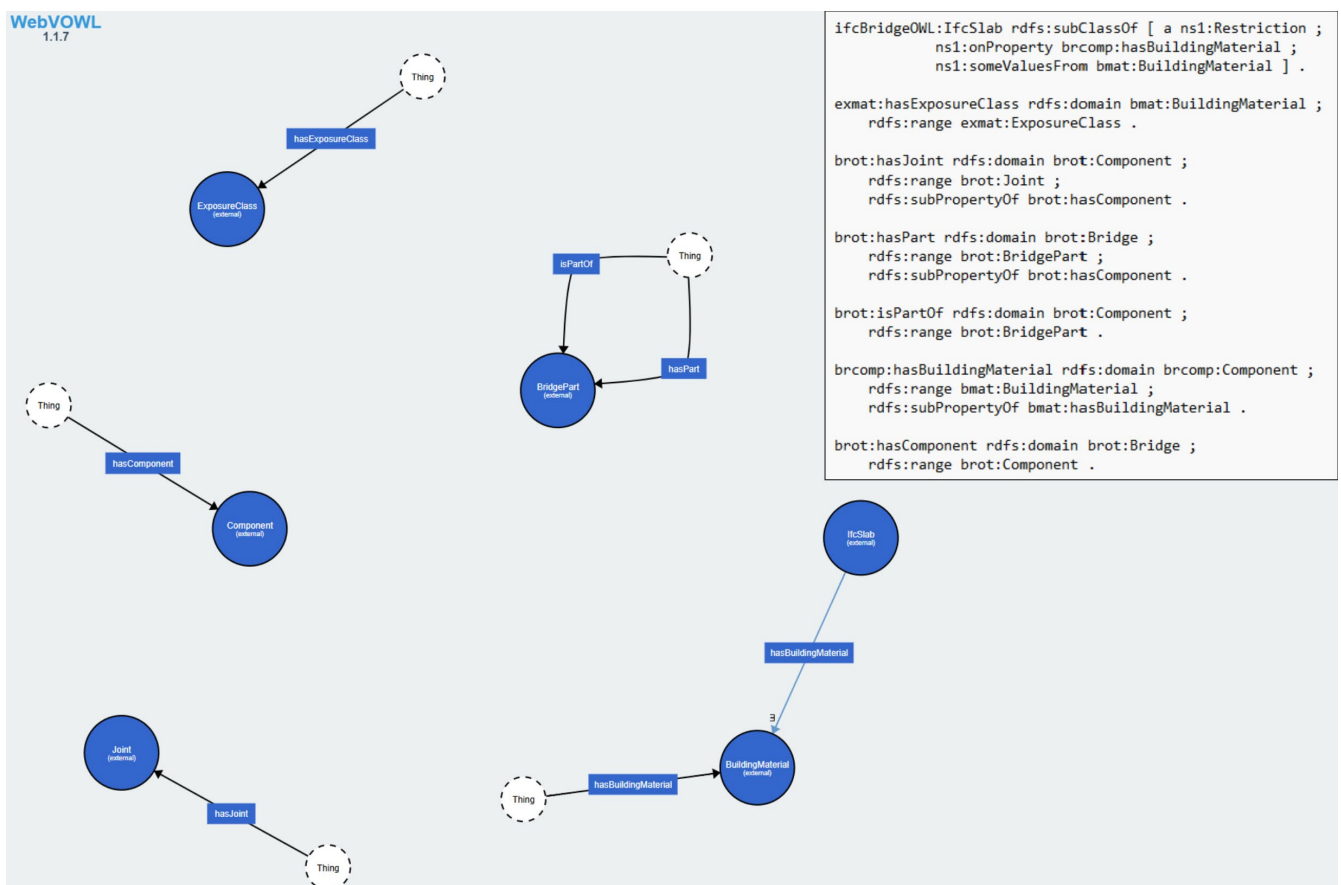 WebVOWL
1.1.7
Thing
hasExposureClass
ExposureClass
(external)
isPartOf
Thing
hasPart
BridgePart
(external)
Thing
hasComponent
Component
(external)
IfcSlab
(external)
hasBuildingMaterial
∃
BuildingMaterial
(external)
hasBuildingMaterial
Thing
Joint
(external)
hasJoint
Thing
ifcBridgeOWL:IfcSlab rdfs:subClassOf [ a ns1:Restriction ;
ns1:onProperty brcomp:hasBuildingMaterial ;
ns1:someValuesFrom bmat:BuildingMaterial ] .
exmat:hasExposureClass rdfs:domain bmat:BuildingMaterial ;
rdfs:range exmat:ExposureClass .
brot:hasJoint rdfs:domain brot:Component ;
rdfs:range brot:Joint ;
rdfs:subPropertyOf brot:hasComponent .
brot:hasPart rdfs:domain brot:Bridge ;
rdfs:range brot:BridgePart ;
rdfs:subPropertyOf brot:hasComponent .
brot:isPartOf rdfs:domain brot:Component ;
rdfs:range brot:BridgePart .
brcomp:hasBuildingMaterial rdfs:domain brcomp:Component ;
rdfs:range bmat:BuildingMaterial ;
rdfs:subPropertyOf bmat:hasBuildingMaterial .
brot:hasComponent rdfs:domain brot:Bridge ;
rdfs:range brot:Component .